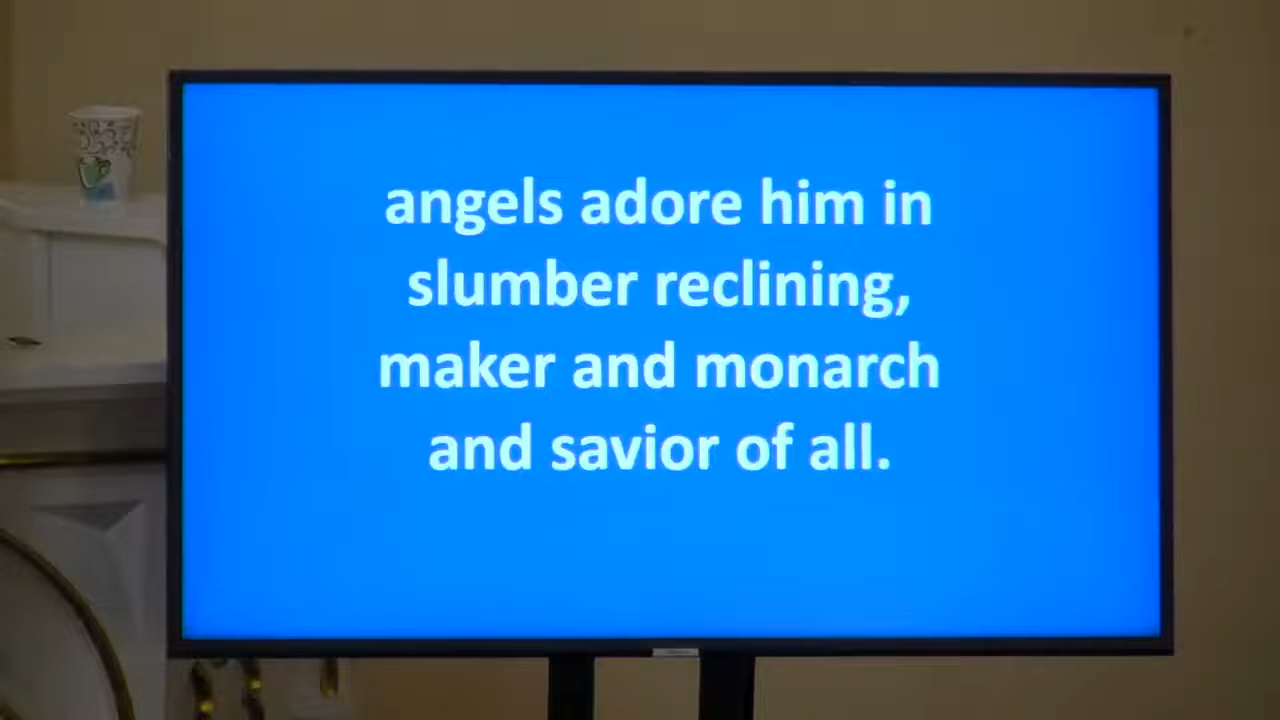 angels adore him in
slumber reclining,
maker and monarch
and savior of all.